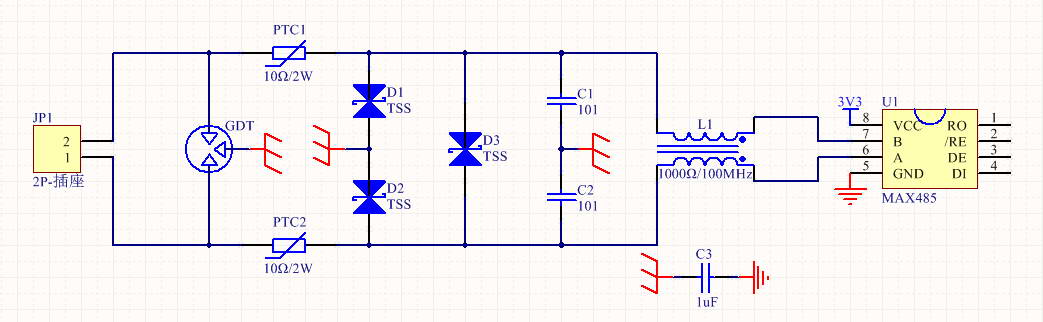 PTC1
10Ω/2W
JP1
2
1
2P-插座
GDT
D1
TSS
D2
TSS
D3
TSS
C1
101
C2
101
PTC2
10Ω/2W
L1
1000Ω/100MHz
C3
1uF
3V3
U1
8 VCC RO 1
7 B /RE 2
6 A DE 3
5 GND DI 4
MAX485